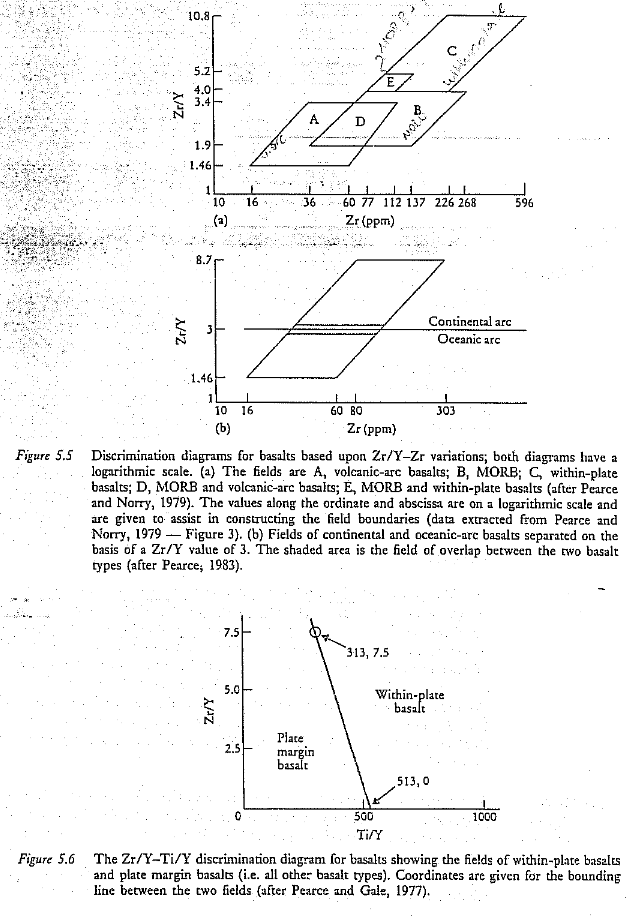 10.8
5.2
4.0
3.4
1.9
1.46
1
Zr/Y
A
B
C
D
E
MORB
10 16 36 60 77 112 137 226 268 596
(a) Zr (ppm)
8.7
3
1.46
1
Zr/Y
Continental arc
Oceanic arc
10 16 60 80 303
(b) Zr (ppm)
Figure 5.5 Discrimination diagrams for basalts based upon Zr/Y–Zr variations; both diagrams have a
logarithmic scale. (a) The fields are A, volcanic-arc basalts; B, MORB; C, within-plate
basalts; D, MORB and volcanic-arc basalts; E, MORB and within-plate basalts (after Pearce
and Norry, 1979). The values along the ordinate and abscissa are on a logarithmic scale and
are given to assist in constructing the field boundaries (data extracted from Pearce and
Norry, 1979 — Figure 3). (b) Fields of continental and oceanic-arc basalts separated on the
basis of a Zr/Y value of 3. The shaded area is the field of overlap between the two basalt
types (after Pearce, 1983).
7.5
5.0
2.5
0
Zr/Y
313, 7.5
Within-plate
basalt
Plate
margin
basalt
513, 0
500 1000
Ti/Y
Figure 5.6 The Zr/Y–Ti/Y discrimination diagram for basalts showing the fields of within-plate basalts
and plate margin basalts (i.e. all other basalt types). Coordinates are given for the bounding
line between the two fields (after Pearce and Gale, 1977).